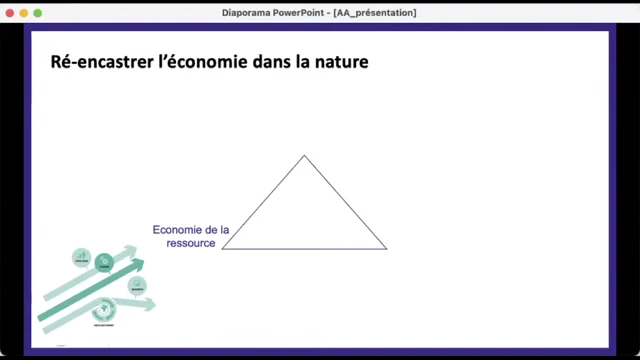 Diaporama PowerPoint - [AA_présentation]
Ré-encastrer l'économie dans la nature
Economie de la
ressource